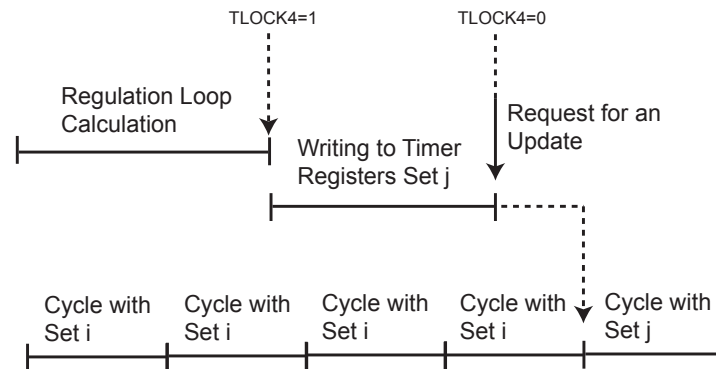 TLOCK4=1
TLOCK4=0
Regulation Loop
Calculation
Request for an
Update
Writing to Timer
Registers Set j
Cycle with
Set i
Cycle with
Set i
Cycle with
Set i
Cycle with
Set i
Cycle with
Set j